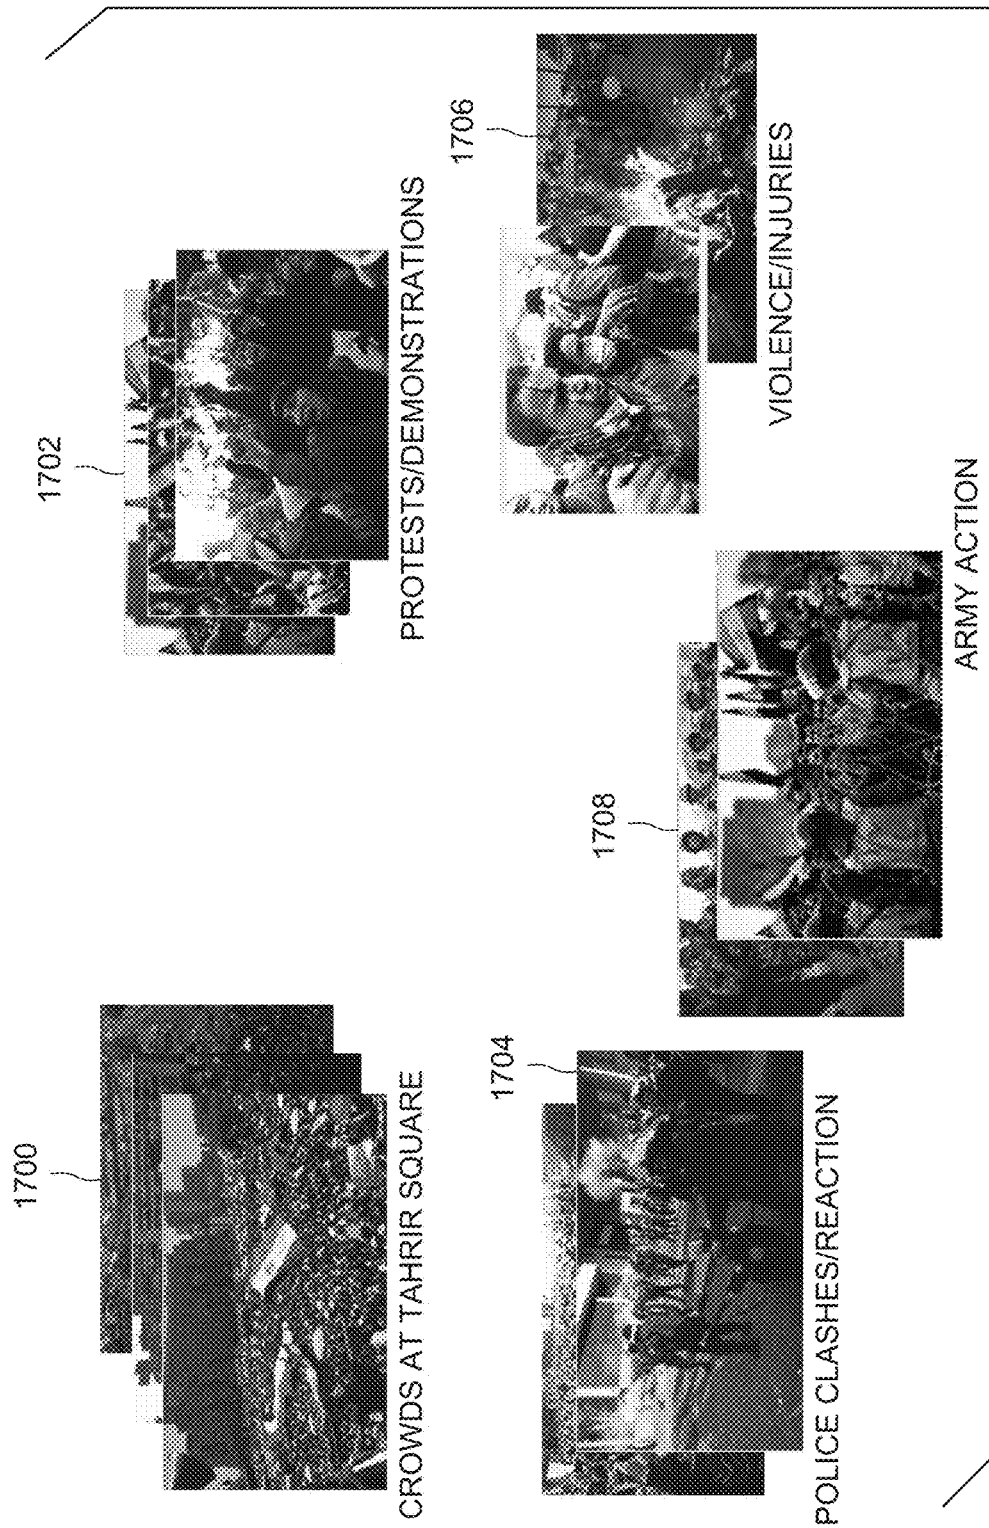 1700
CROWDS AT TAHRIR SQUARE
1702
PROTESTS/DEMONSTRATIONS
1704
POLICE CLASHES/REACTION
1708
ARMY ACTION
1706
VIOLENCE/INJURIES